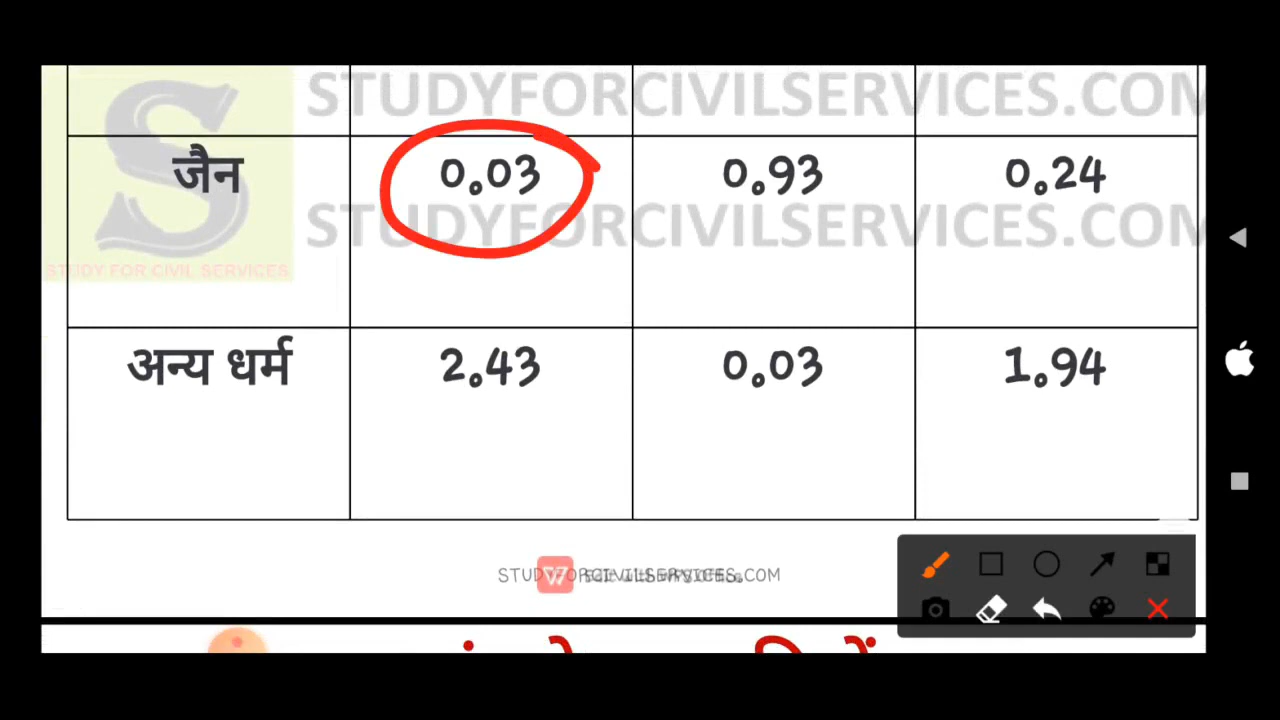 STUDYFORCIVILSERVICES.COM
जैन 0.03 0.93 0.24
STUDYFORCIVILSERVICES.COM
STUDY FOR CIVIL SERVICES
अन्य धर्म 2.43 0.03 1.94
STUDYFORCIVILSERVICES.COM